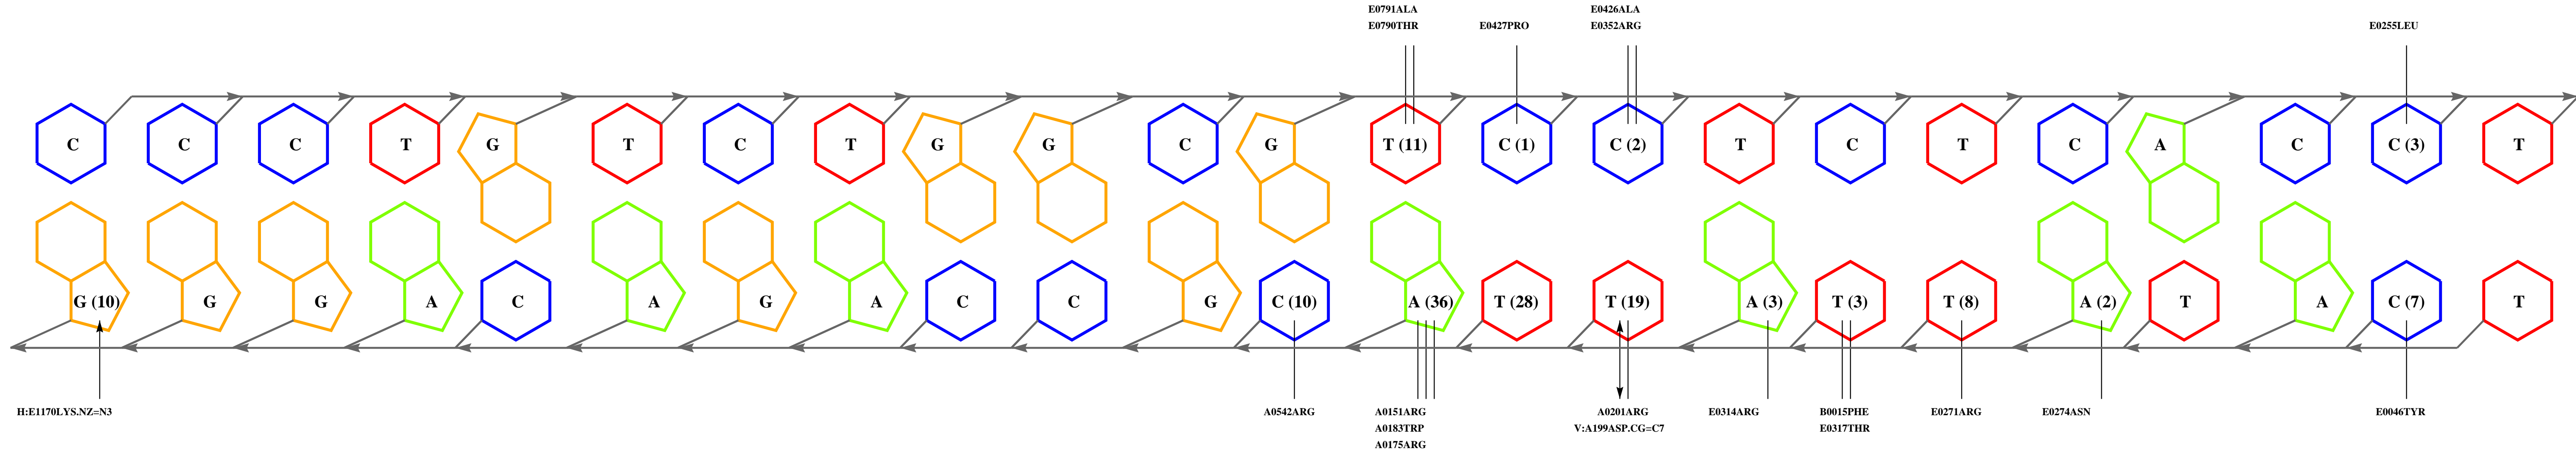 E0791ALA E0426ALA
E0790THR E0427PRO E0352ARG E0255LEU
C C C T G T C T G G C G T (11) C (1) C (2) T C T C A C C (3) T
G (10) G G A C A G A C C G C (10) A (36) T (28) T (19) A (3) T (3) T (8) A (2) T A C (7) T
H:E1170LYS.NZ=N3 A0542ARG A0151ARG A0201ARG E0314ARG B0015PHE E0271ARG E0274ASN E0046TYR
A0183TRP V:A199ASP.CG=C7 E0317THR
A0175ARG